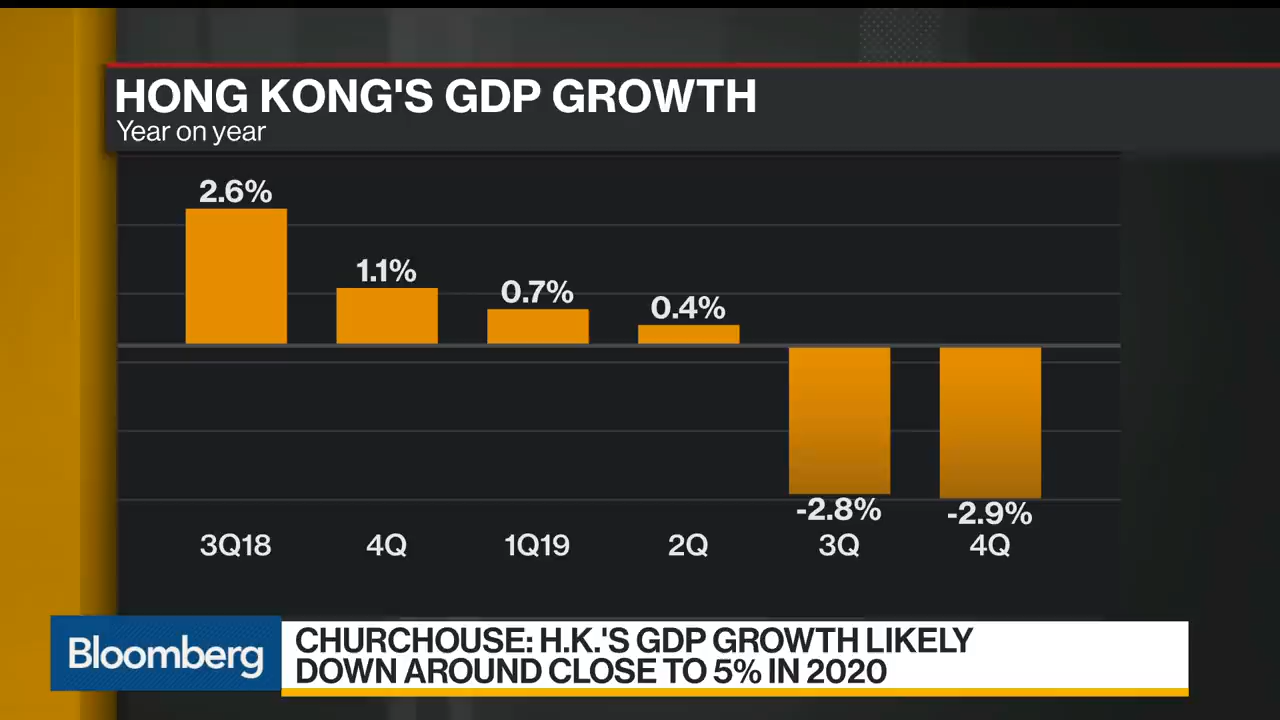 HONG KONG'S GDP GROWTH
Year on year
2.6%
1.1%
0.7%
0.4%
-2.8%
-2.9%
3Q18 4Q 1Q19 2Q 3Q 4Q
Bloomberg
CHURCHOUSE: H.K.'S GDP GROWTH LIKELY
DOWN AROUND CLOSE TO 5% IN 2020